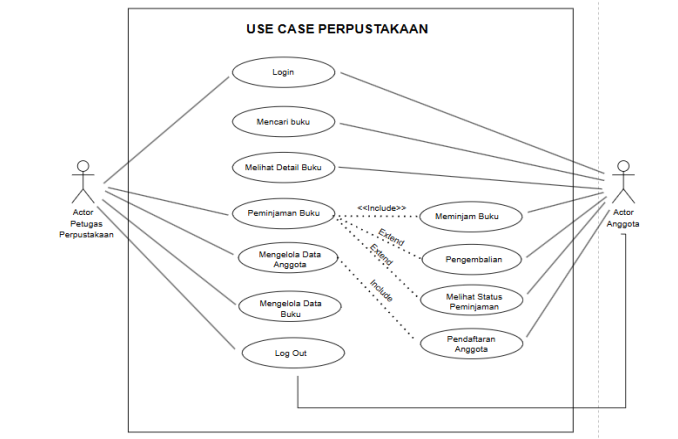 USE CASE PERPUSTAKAAN
Login
Mencari buku
Melihat Detail Buku
Peminjaman Buku
<<Include>>
Meminjam Buku
Extend
Extend
Actor
Petugas
Perpustakaan
Actor
Anggota
Mengelola Data
Anggota
Pengembalian
Include
Mengelola Data
Buku
Melihat Status
Peminjaman
Log Out
Pendaftaran
Anggota